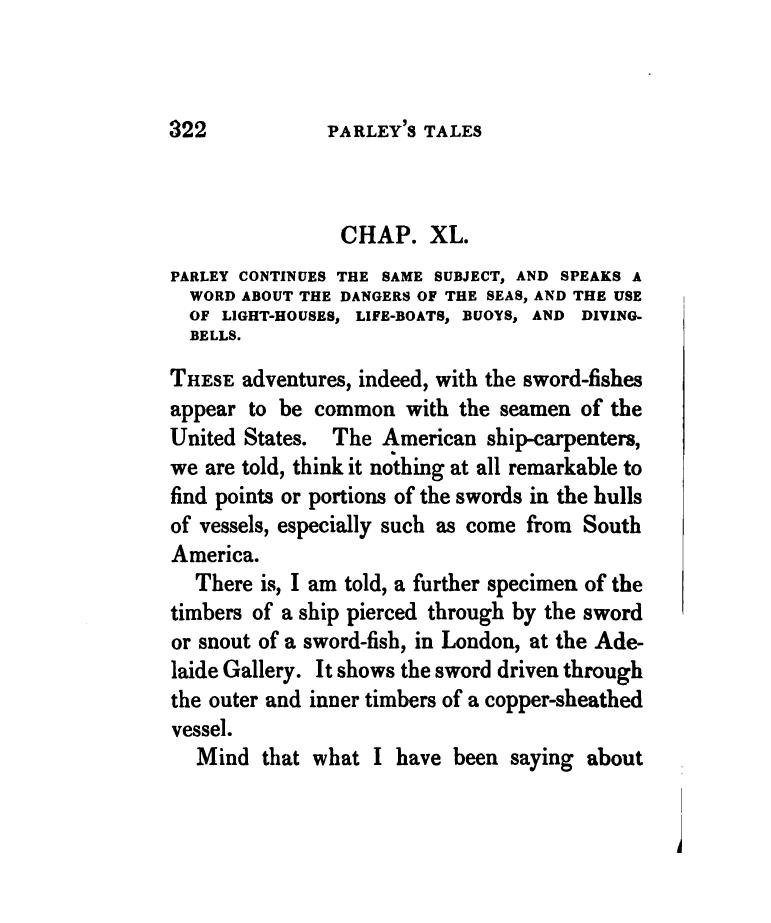 322 PARLEY'S TALES
CHAP. XL.
PARLEY CONTINUES THE SAME SUBJECT, AND SPEAKS A
WORD ABOUT THE DANGERS OF THE SEAS, AND THE USE
OF LIGHT-HOUSES, LIFE-BOATS, BUOYS, AND DIVING-
BELLS.
THESE adventures, indeed, with the sword-fishes
appear to be common with the seamen of the
United States. The American ship-carpenters,
we are told, think it nothing at all remarkable to
find points or portions of the swords in the hulls
of vessels, especially such as come from South
America.
There is, I am told, a further specimen of the
timbers of a ship pierced through by the sword
or snout of a sword-fish, in London, at the Ade-
laide Gallery. It shows the sword driven through
the outer and inner timbers of a copper-sheathed
vessel.
Mind that what I have been saying about